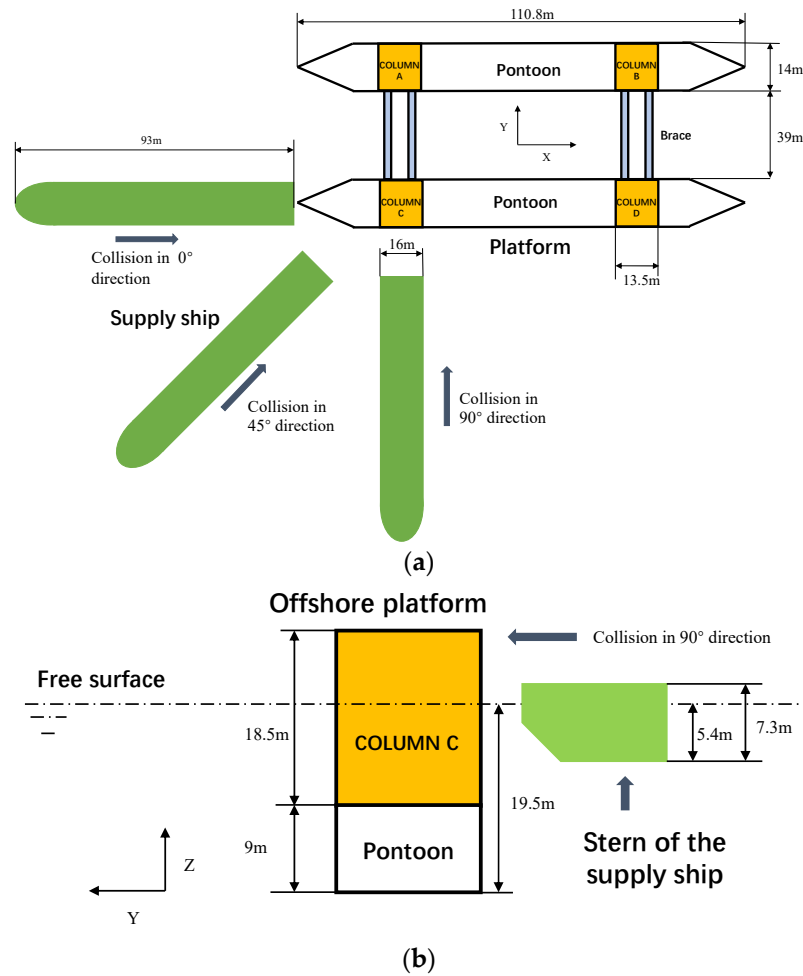 110.8m
COLUMN
A
Pontoon
COLUMN
B
14m
93m
Y
X
Brace
39m
COLUMN
C
Pontoon
COLUMN
D
Collision in 0°
direction
16m
Platform
13.5m
Supply ship
Collision in
45° direction
Collision in
90° direction
(a)
Offshore platform
Collision in 90° direction
Free surface
18.5m
COLUMN C
5.4m
7.3m
19.5m
9m
Pontoon
Z
Y
Stern of the
supply ship
(b)